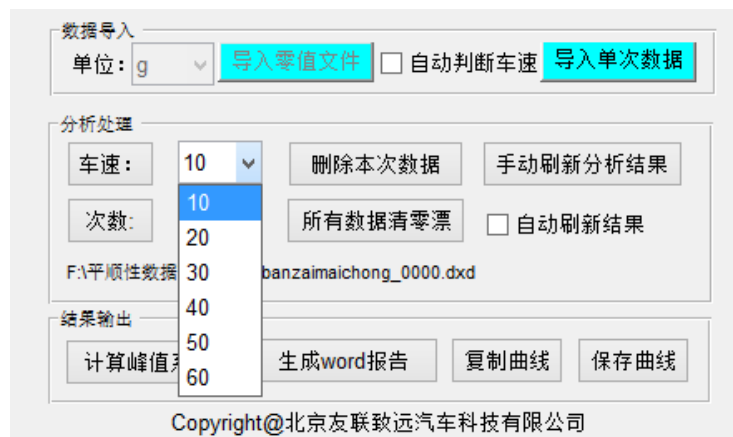 数据导入
单位: g 导入零值文件 自动判断车速 导入单次数据
分析处理
车速: 10 删除本次数据 手动刷新分析结果
10
次数: 所有数据清零漂 自动刷新结果
20
F:\平顺性数据 30 banzaimaichong_0000.dxd
40
结果输出
50
计算峰值 生成word报告 复制曲线 保存曲线
60
Copyright@北京友联致远汽车科技有限公司